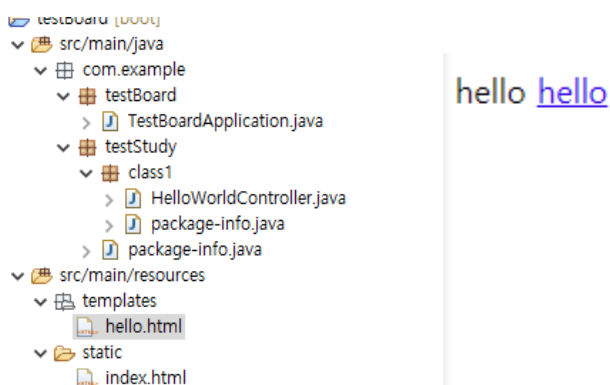 testBoard [boot]
src/main/java
com.example
testBoard
TestBoardApplication.java
testStudy
class1
HelloWorldController.java
package-info.java
package-info.java
src/main/resources
templates
hello.html
static
index.html
hello hello